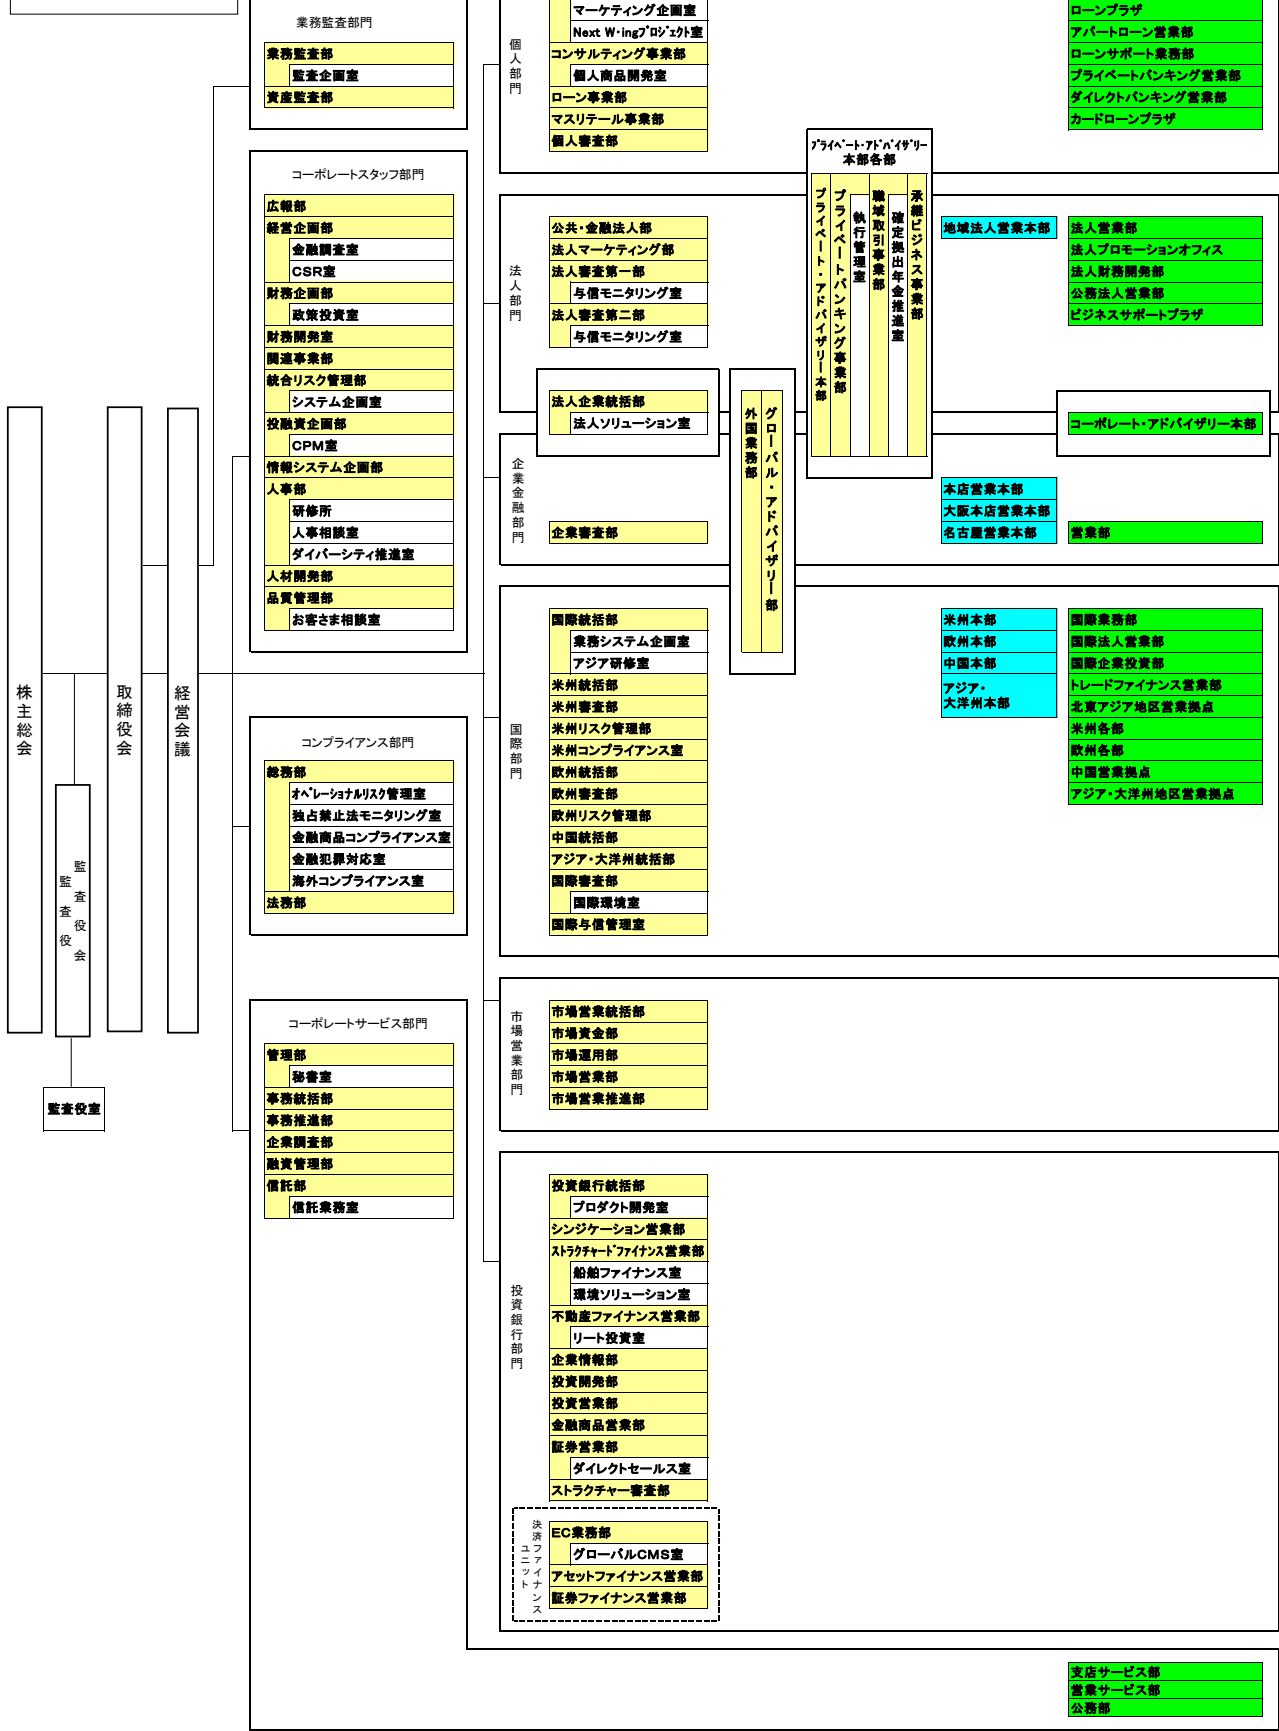 株主総会
監査役会
監査役
監査役室
取締役会
経営会議
業務監査部門
業務監査部
監査企画室
資産監査部
コーポレートスタッフ部門
広報部
経営企画部
金融調査室
CSR室
財務企画部
政策投資室
財務開発室
関連事業部
統合リスク管理部
システム企画室
投融資企画部
CPM室
情報システム企画部
人事部
研修所
人事相談室
ダイバーシティ推進室
人材開発部
品質管理部
お客さま相談室
コンプライアンス部門
総務部
オペレーショナルリスク管理室
独占禁止法モニタリング室
金融商品コンプライアンス室
金融犯罪対応室
海外コンプライアンス室
法務部
コーポレートサービス部門
管理部
秘書室
事務統括部
事務推進部
企業調査部
融資管理部
信託部
信託業務室
個人部門
マーケティング企画室
Next W・ingプロジェクト室
コンサルティング事業部
個人商品開発室
ローン事業部
マスリテール事業部
個人審査部
ローンプラザ
アパートローン営業部
ローンサポート業務部
プライベートバンキング営業部
ダイレクトバンキング営業部
カードローンプラザ
プライベート・アドバイザリー
本部各部
プライベート・アドバイザリー本部
プライベートバンキング事業部
執行管理室
職域取引事業部
確定拠出年金推進室
承継ビジネス事業部
法人部門
公共・金融法人部
法人マーケティング部
法人審査第一部
与信モニタリング室
法人審査第二部
与信モニタリング室
地域法人営業本部
法人営業部
法人プロモーションオフィス
法人財務開発部
公務法人営業部
ビジネスサポートプラザ
法人企業統括部
法人ソリューション室
外国業務部
グローバル・アドバイザリー部
コーポレート・アドバイザリー本部
企業金融部門
企業審査部
本店営業本部
大阪本店営業本部
名古屋営業本部
営業部
国際部門
国際統括部
業務システム企画室
アジア研修室
米州統括部
米州審査部
米州リスク管理部
米州コンプライアンス室
欧州統括部
欧州審査部
欧州リスク管理部
中国統括部
アジア・大洋州統括部
国際審査部
国際環境室
国際与信管理室
米州本部
欧州本部
中国本部
アジア・
大洋州本部
国際業務部
国際法人営業部
国際企業投資部
トレードファイナンス営業部
北東アジア地区営業拠点
米州各部
欧州各部
中国営業拠点
アジア・大洋州地区営業拠点
市場営業部門
市場営業統括部
市場資金部
市場運用部
市場営業部
市場営業推進部
投資銀行部門
投資銀行統括部
プロダクト開発室
シンジケーション営業部
ストラクチャードファイナンス営業部
船舶ファイナンス室
環境ソリューション室
不動産ファイナンス営業部
リート投資室
企業情報部
投資開発部
投資営業部
金融商品営業部
証券営業部
ダイレクトセールス室
ストラクチャー審査部
決済ファイナンス
ユニット
EC業務部
グローバルCMS室
アセットファイナンス営業部
証券ファイナンス営業部
支店サービス部
営業サービス部
公務部